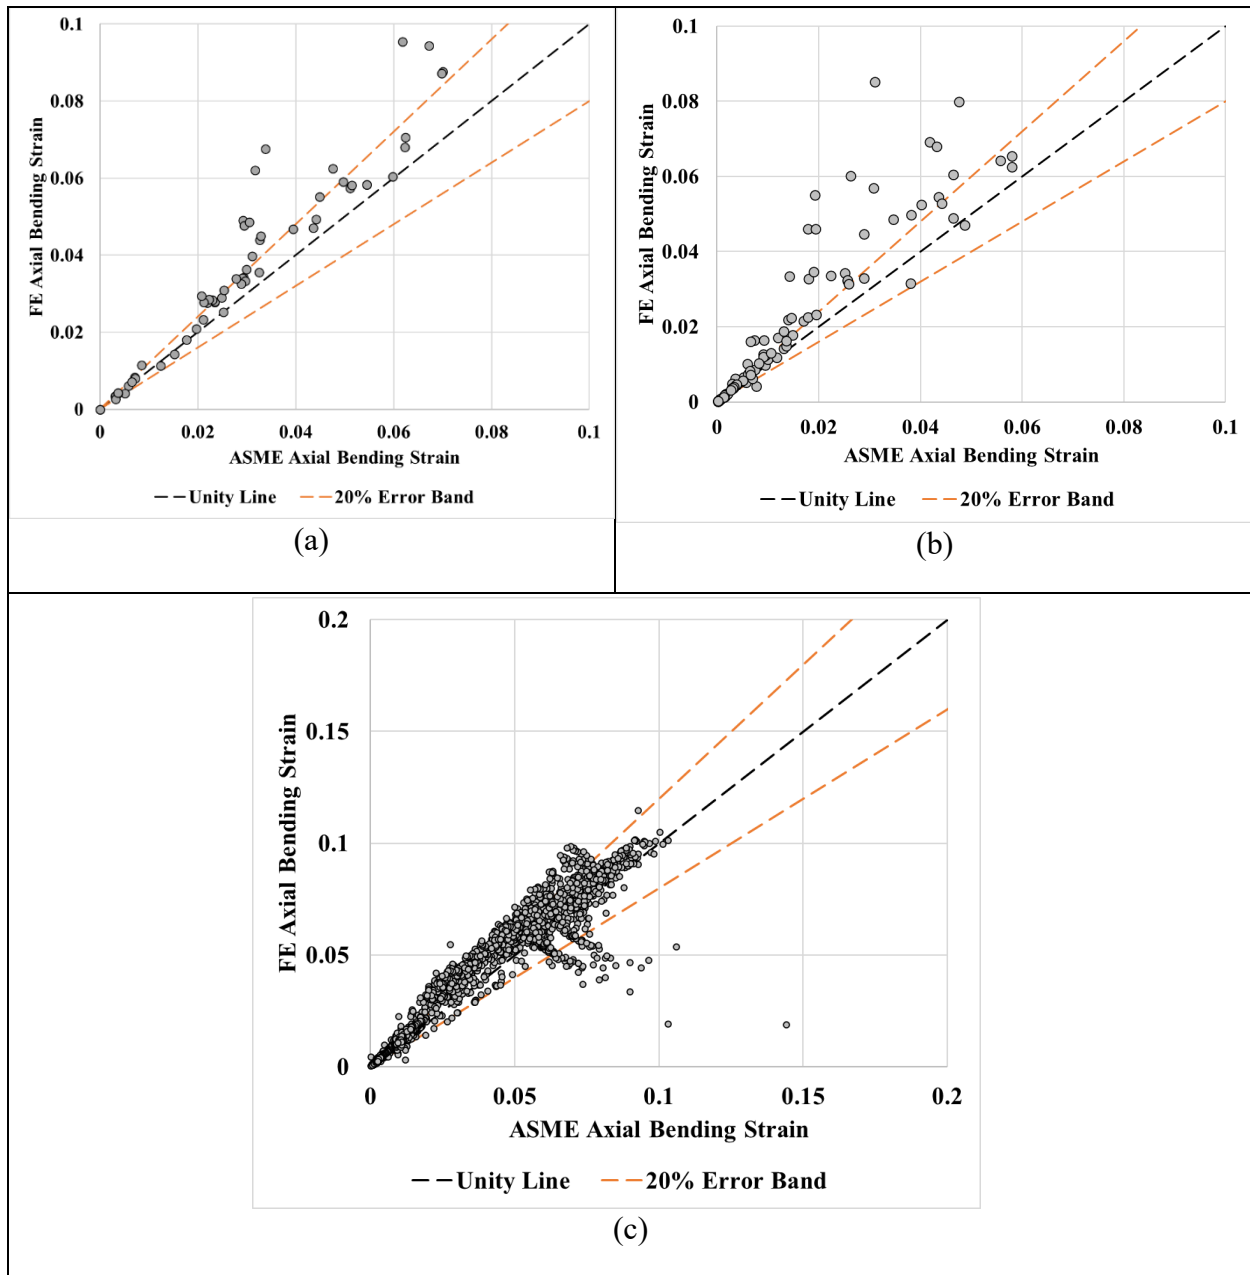 0.1
0.08
0.06
0.04
0.02
0
FE Axial Bending Strain
0 0.02 0.04 0.06 0.08 0.1
ASME Axial Bending Strain
Unity Line 20% Error Band
(a)
0.1
0.08
0.06
0.04
0.02
0
FE Axial Bending Strain
0 0.02 0.04 0.06 0.08 0.1
ASME Axial Bending Strain
Unity Line 20% Error Band
(b)
0.2
0.15
0.1
0.05
0
FE Axial Bending Strain
0 0.05 0.1 0.15 0.2
ASME Axial Bending Strain
Unity Line 20% Error Band
(c)